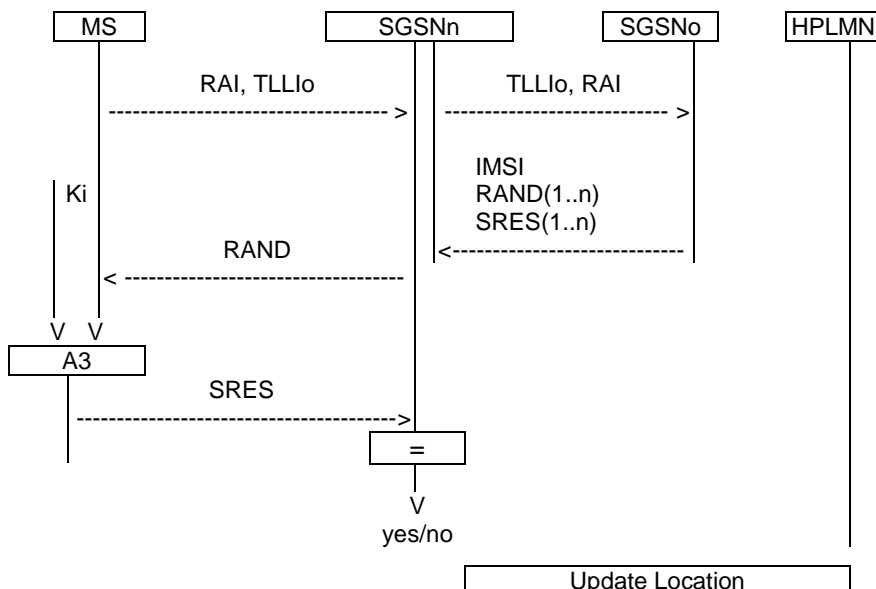 MS SGSNn SGSNo HPLMN
RAI, TLLIo TLLIo, RAI
IMSI
Ki RAND(1..n)
SRES(1..n)
RAND
V V
A3
SRES
=
V
yes/no
Update Location